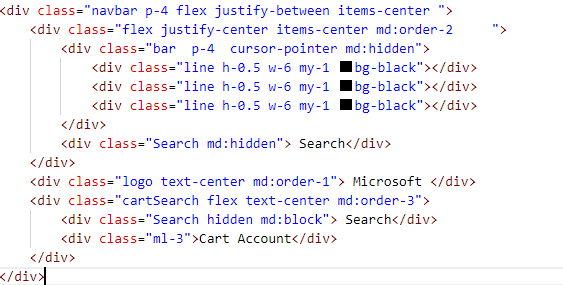 <div class="navbar p-4 flex justify-between items-center ">
    <div class="flex justify-center items-center md:order-2      ">
        <div class="bar  p-4  cursor-pointer md:hidden">
            <div class="line h-0.5 w-6 my-1 bg-black"></div>
            <div class="line h-0.5 w-6 my-1 bg-black"></div>
            <div class="line h-0.5 w-6 my-1 bg-black"></div>
        </div>
        <div class="Search md:hidden"> Search</div>
    </div>
    <div class="logo text-center md:order-1"> Microsoft </div>
    <div class="cartSearch flex text-center md:order-3">
        <div class="Search hidden md:block"> Search</div>
        <div class="ml-3">Cart Account</div>
    </div>
</div>